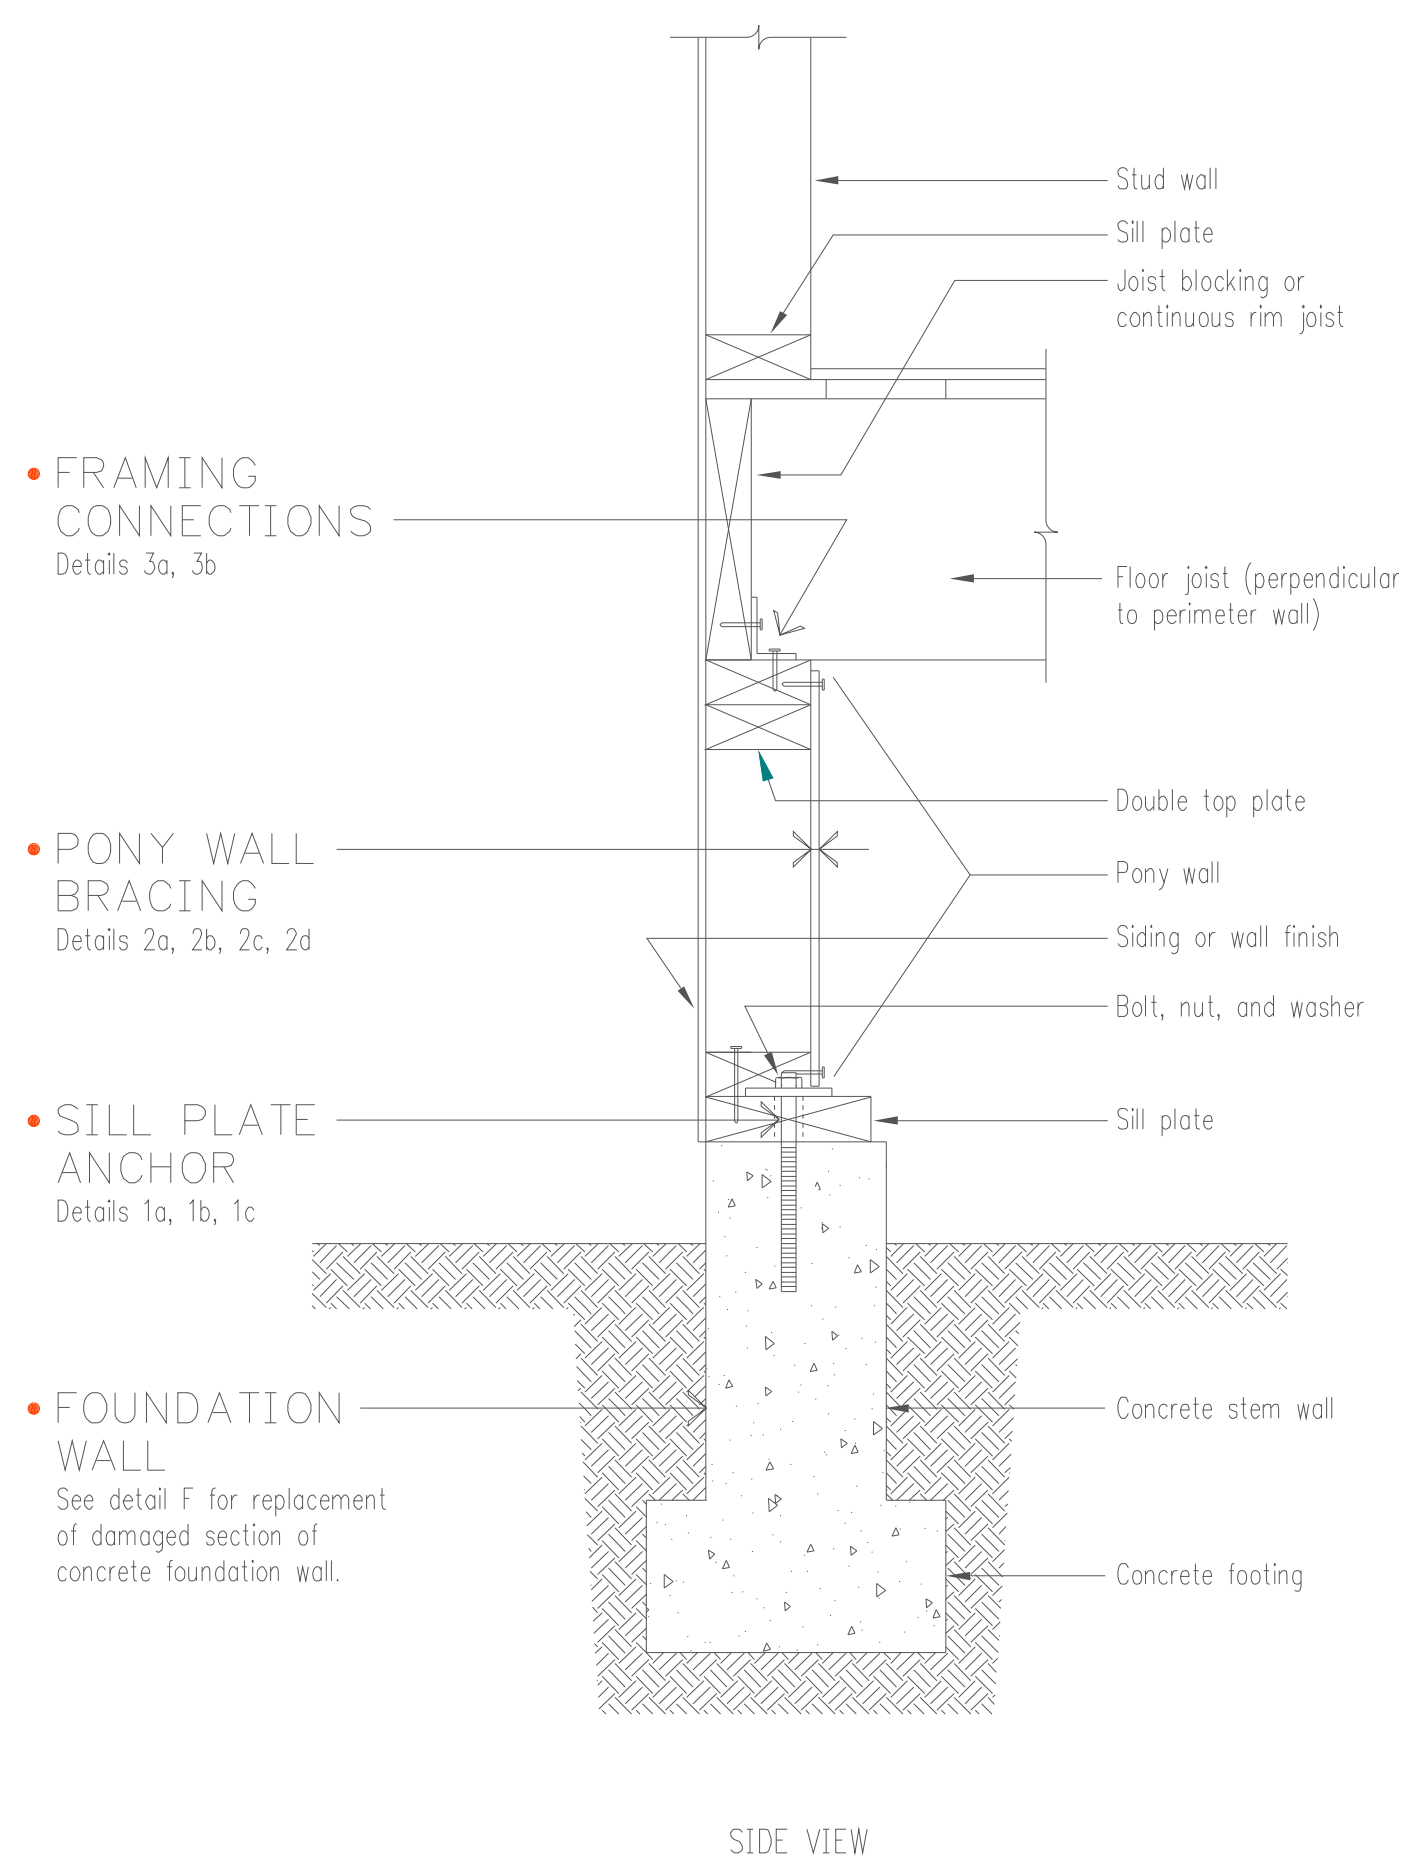 Stud wall
Sill plate
Joist blocking or
continuous rim joist
FRAMING
CONNECTIONS
Details 3a, 3b
Floor joist (perpendicular
to perimeter wall)
Double top plate
PONY WALL
BRACING
Details 2a, 2b, 2c, 2d
Pony wall
Siding or wall finish
Bolt, nut, and washer
SILL PLATE
ANCHOR
Details 1a, 1b, 1c
Sill plate
FOUNDATION
WALL
See detail F for replacement
of damaged section of
concrete foundation wall.
Concrete stem wall
Concrete footing
SIDE VIEW